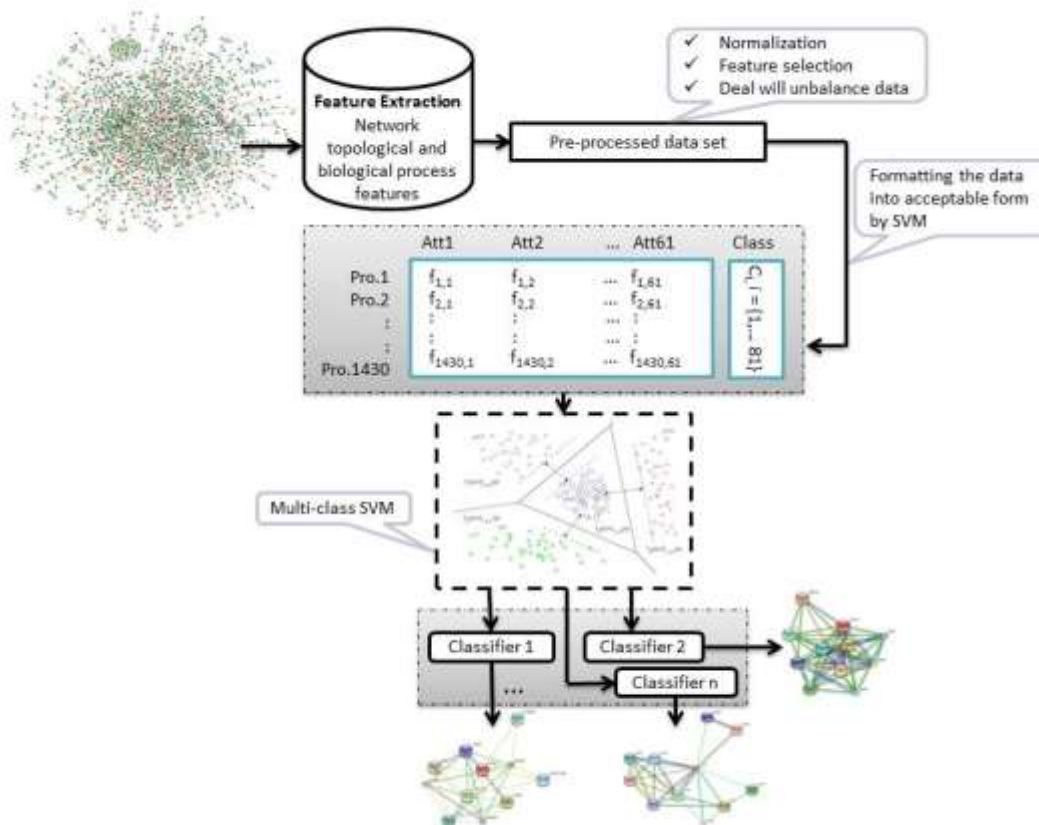 ✓ Normalization
✓ Feature selection
✓ Deal will unbalance data
Feature Extraction
Network
topological and
biological process
features
Pre-processed data set
Formatting the data
into acceptable form
by SVM
Att1 Att2 ... Att61 Class
Pro.1 f1,1 f1,2 ... f1,61
Pro.2 f2,1 f2,2 ... f2,61
: : : ... :
: : : ... :
Pro.1430 f1430,1 f1430,2 ... f1430,61
Ci, i = {1,... 81}
Multi-class SVM
Classifier 1
Classifier 2
Classifier n
...